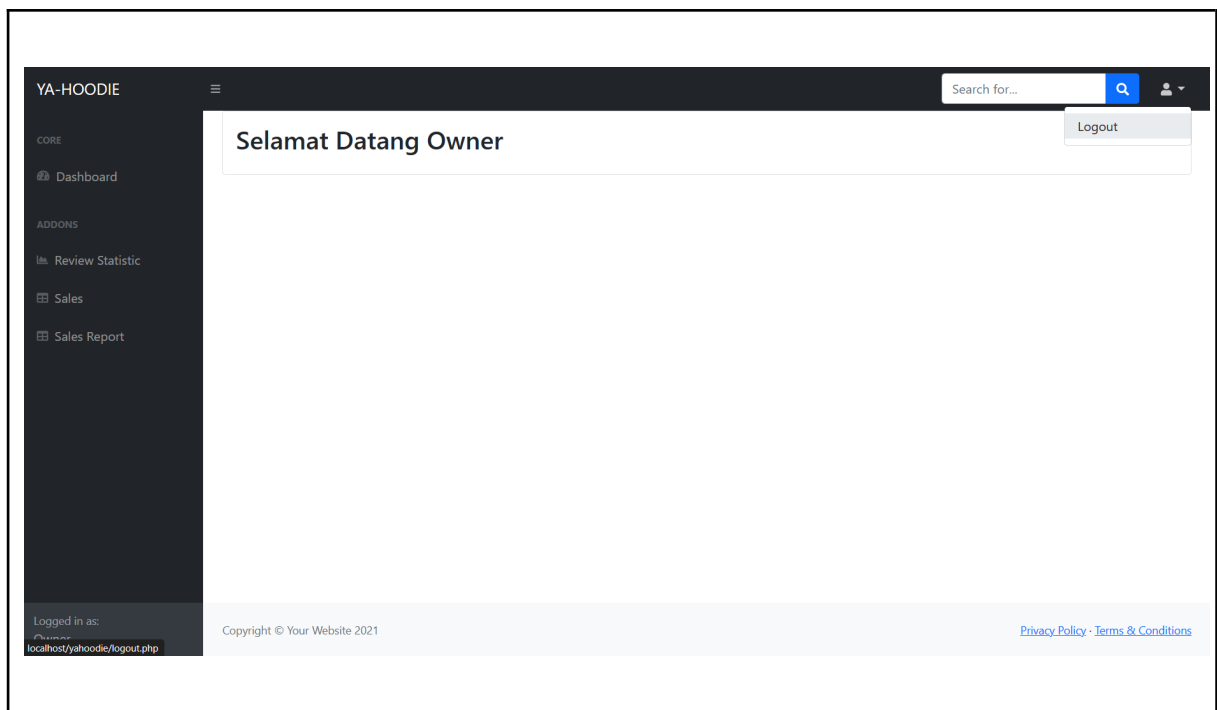 YA-HOODIE
Search for...
Logout
CORE
Dashboard
ADDONS
Review Statistic
Sales
Sales Report
Selamat Datang Owner
Logged in as:
Owner
localhost/yahoodie/logout.php
Copyright © Your Website 2021
Privacy Policy · Terms & Conditions